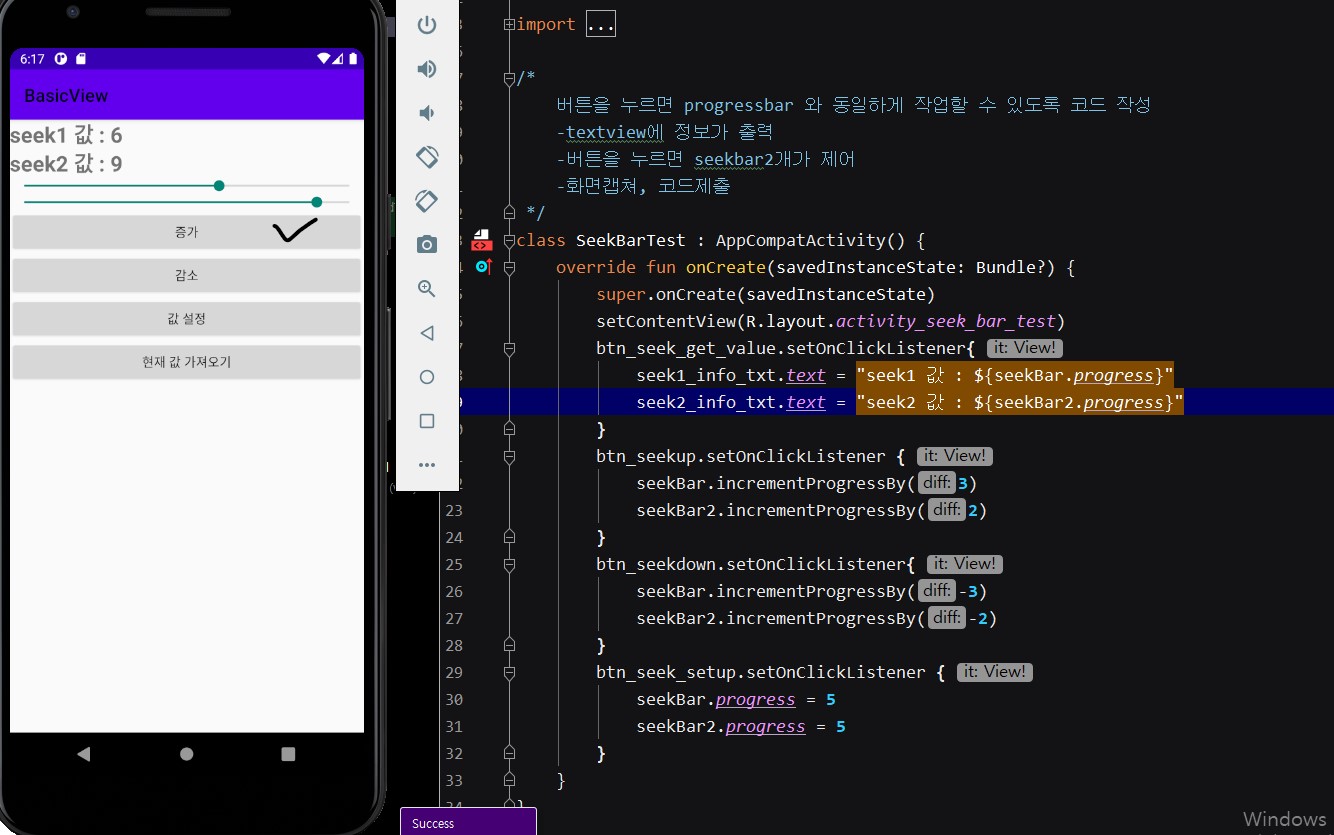 6:17
BasicView
seek1 값 : 6
seek2 값 : 9
증가
감소
값 설정
현재 값 가져오기
import ...
/*
버튼을 누르면 progressbar 와 동일하게 작업할 수 있도록 코드 작성
-textview에 정보가 출력
-버튼을 누르면 seekbar2개가 제어
-화면캡쳐, 코드제출
*/
class SeekBarTest : AppCompatActivity() {
override fun onCreate(savedInstanceState: Bundle?) {
super.onCreate(savedInstanceState)
setContentView(R.layout.activity_seek_bar_test)
btn_seek_get_value.setOnClickListener{ it: View!
seek1_info_txt.text = "seek1 값 : ${seekBar.progress}"
seek2_info_txt.text = "seek2 값 : ${seekBar2.progress}"
}
btn_seekup.setOnClickListener { it: View!
seekBar.incrementProgressBy( diff: 3)
23 seekBar2.incrementProgressBy( diff: 2)
24 }
25 btn_seekdown.setOnClickListener{ it: View!
26 seekBar.incrementProgressBy( diff: -3)
27 seekBar2.incrementProgressBy( diff: -2)
28 }
29 btn_seek_setup.setOnClickListener { it: View!
30 seekBar.progress = 5
31 seekBar2.progress = 5
32 }
33 }
34 }
Success
Windows